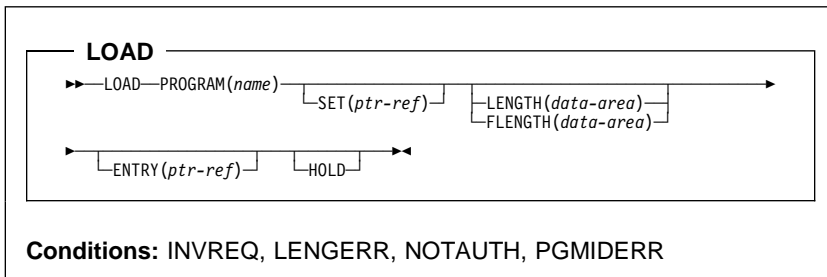 LOAD
LOAD PROGRAM(name) SET(ptr-ref) LENGTH(data-area)
FLENGTH(data-area)
ENTRY(ptr-ref) HOLD
Conditions: INVREQ, LENGERR, NOTAUTH, PGMIDERR